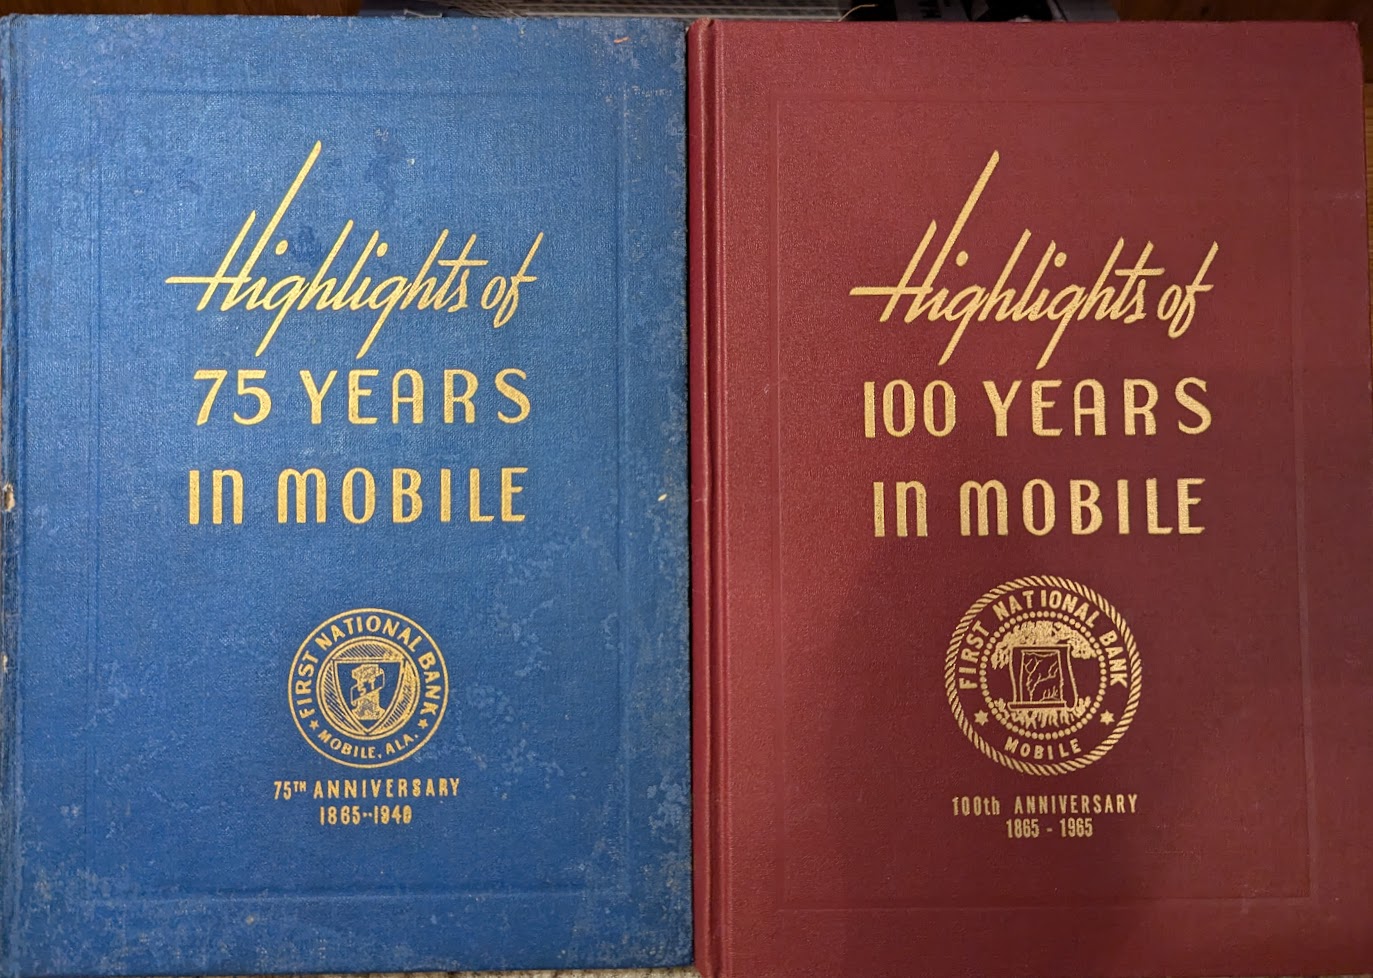 Highlights of
75 YEARS
IN MOBILE
FIRST NATIONAL BANK
MOBILE, ALA.
75TH ANNIVERSARY
1865--1940
Highlights of
100 YEARS
IN MOBILE
FIRST NATIONAL BANK
MOBILE
100th ANNIVERSARY
1865 - 1965